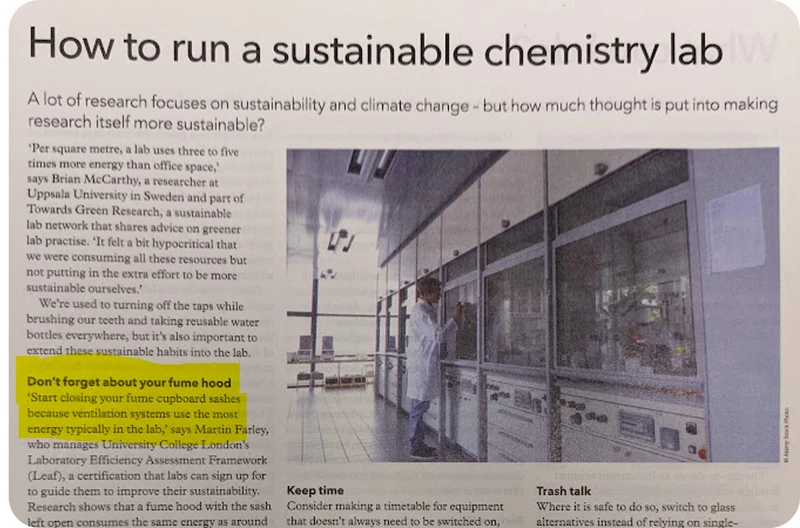 How to run a sustainable chemistry lab
A lot of research focuses on sustainability and climate change – but how much thought is put into making
research itself more sustainable?
‘Per square metre, a lab uses three to five
times more energy than office space,’
says Brian McCarthy, a researcher at
Uppsala University in Sweden and part of
Towards Green Research, a sustainable
lab network that shares advice on greener
lab practise. ‘It felt a bit hypocritical that
we were consuming all these resources but
not putting in the extra effort to be more
sustainable ourselves.’
We’re used to turning off the taps while
brushing our teeth and taking reusable water
bottles everywhere, but it’s also important to
extend these sustainable habits into the lab.
Don’t forget about your fume hood
‘Start closing your fume cupboard sashes
because ventilation systems use the most
energy typically in the lab,’ says Martin Farley,
who manages University College London’s
Laboratory Efficiency Assessment Framework
(Leaf), a certification that labs can sign up for
to guide them to improve their sustainability.
Research shows that a fume hood with the sash
left open consumes the same energy as around
© Alamy Stock Photo
Keep time
Consider making a timetable for equipment
that doesn’t always need to be switched on,
Trash talk
Where it is safe to do so, switch to glass
alternatives instead of relying on single-